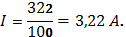 I = 322/100 = 3,22 A.